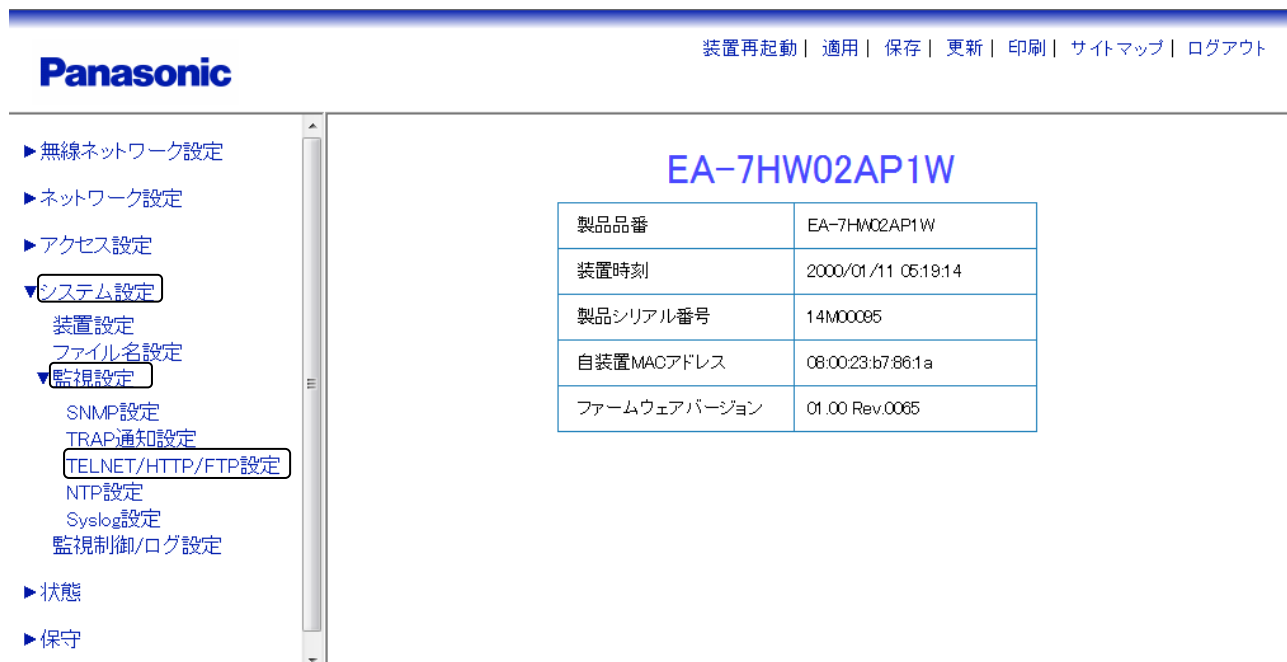 装置再起動| 適用| 保存| 更新| 印刷| サイトマップ| ログアウト
Panasonic
▶無線ネットワーク設定
▶ネットワーク設定
▶アクセス設定
▼システム設定
装置設定
ファイル名設定
▼監視設定
SNMP設定
TRAP通知設定
TELNET/HTTP/FTP設定
NTP設定
Syslog設定
監視制御/ログ設定
▶状態
▶保守
EA-7HW02AP1W
製品品番 EA-7HW02AP1W
装置時刻 2000/01/11 05:19:14
製品シリアル番号 14M00095
自装置MACアドレス 08:00:23:b7:86:1a
ファームウェアバージョン 01.00 Rev.0065